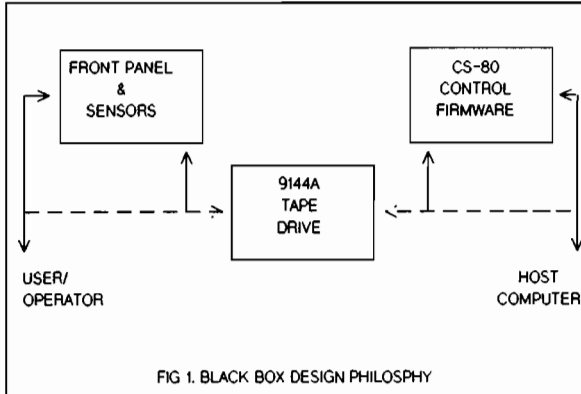 FRONT PANEL
&
SENSORS
CS-80
CONTROL
FIRMWARE
9144A
TAPE
DRIVE
USER/
OPERATOR
HOST
COMPUTER
FIG 1. BLACK BOX DESIGN PHILOSPHY